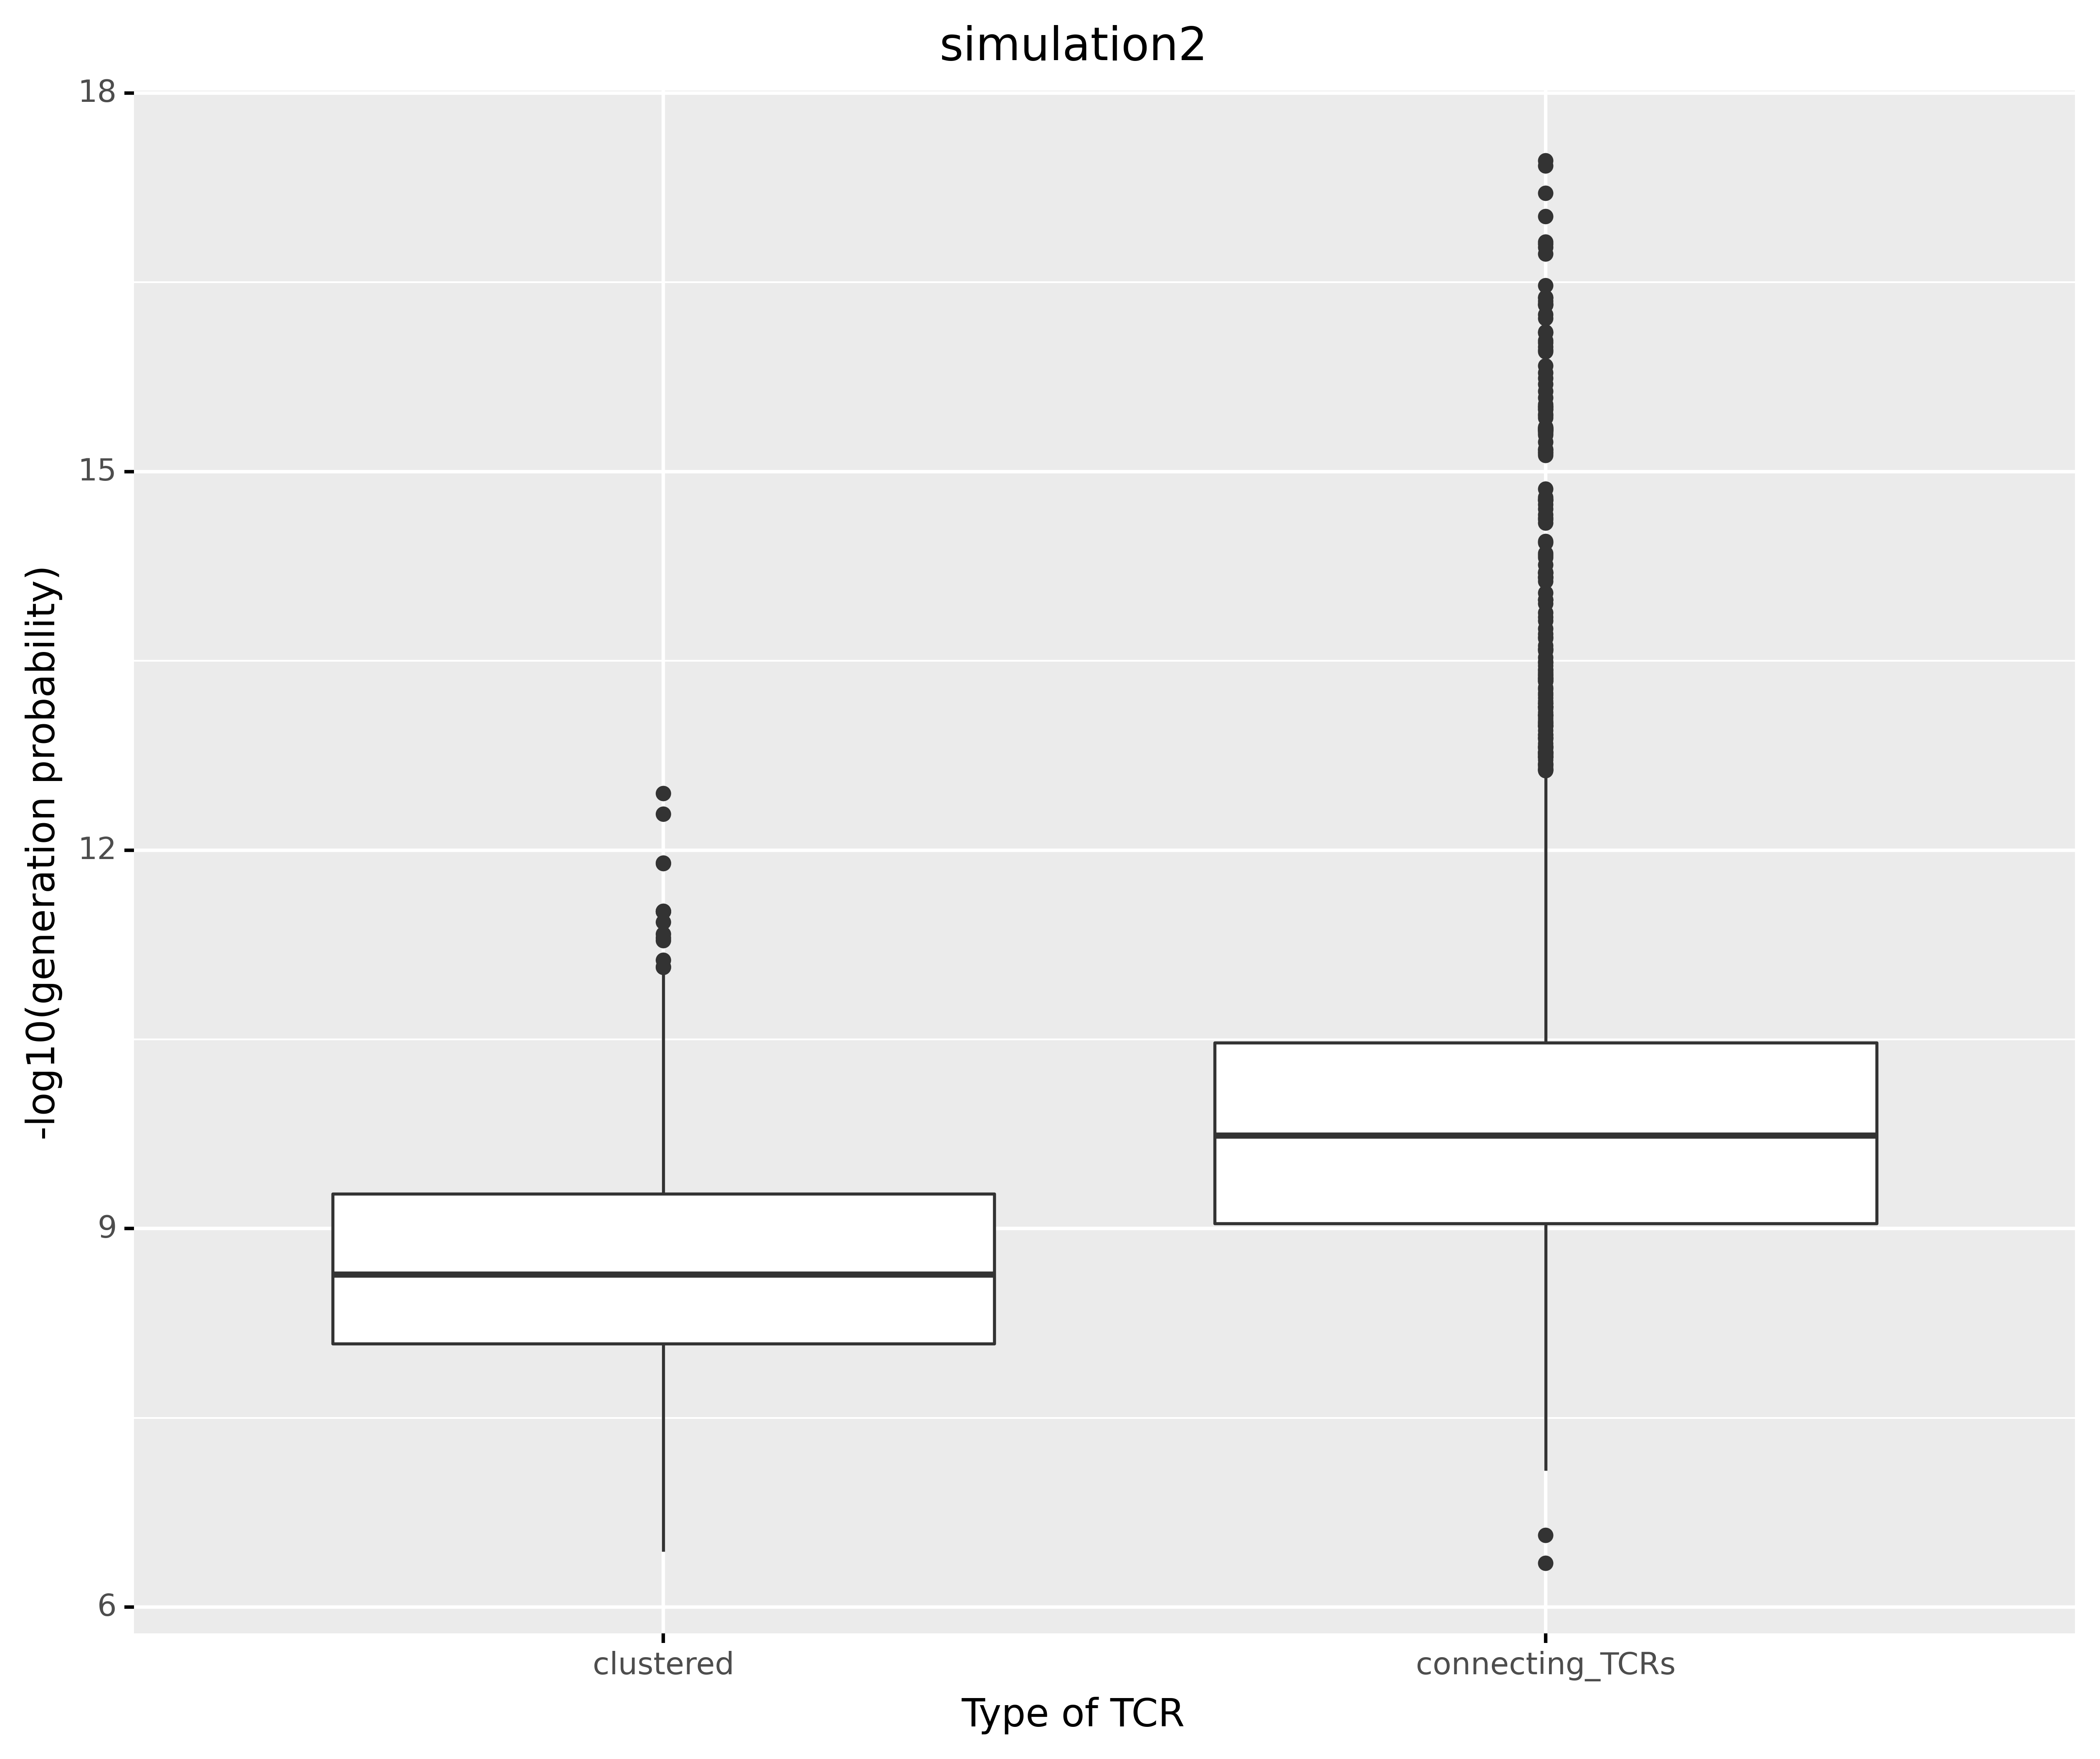 simulation2
18
15
12
9
6
-log10(generation probability)
clustered
connecting_TCRs
Type of TCR